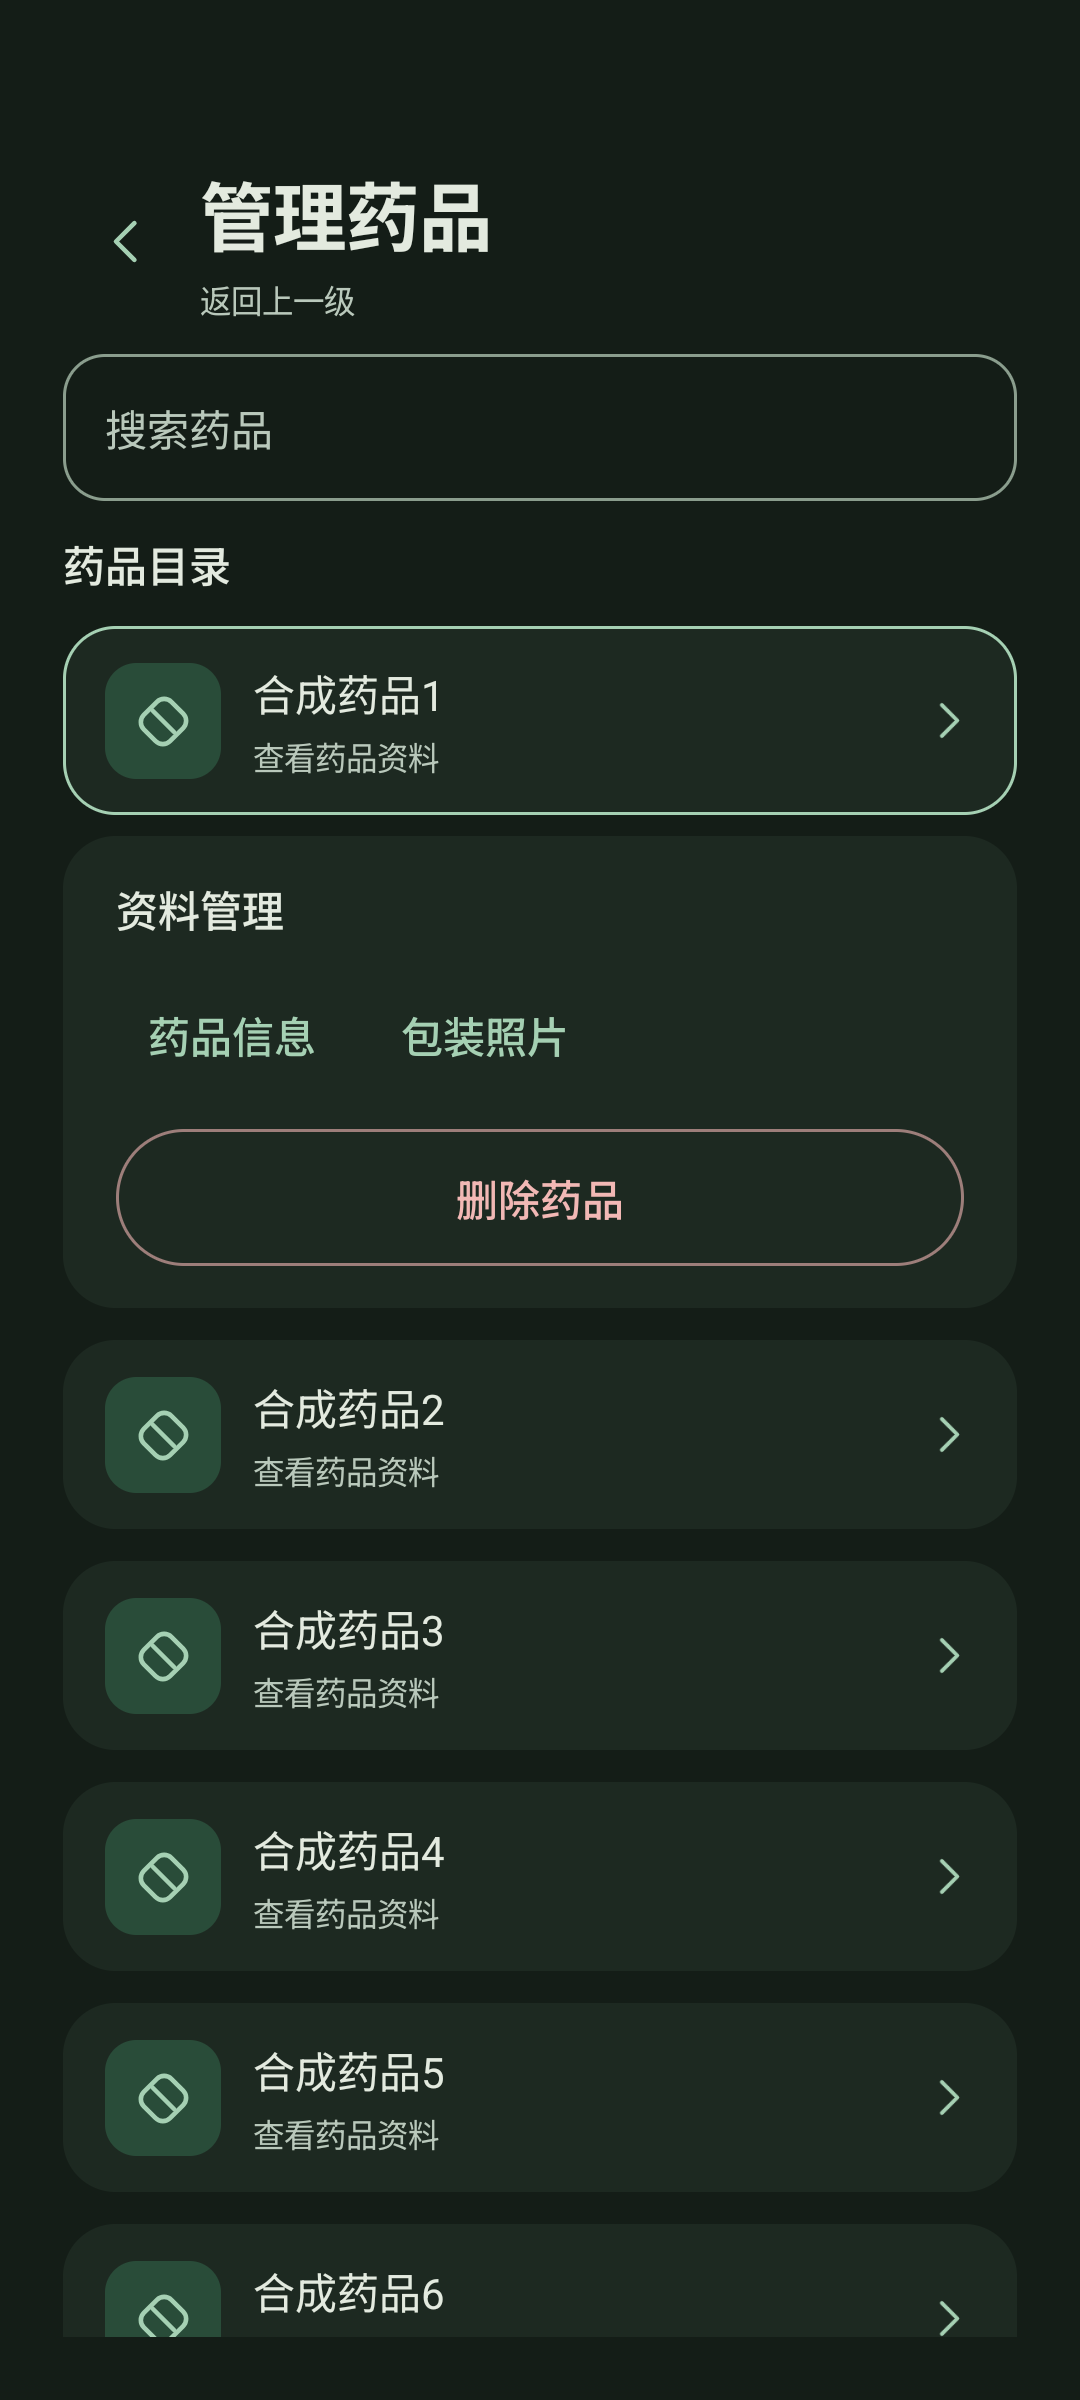 管理药品
返回上一级
搜索药品
药品目录
合成药品1
查看药品资料
资料管理
药品信息 包装照片
删除药品
合成药品2
查看药品资料
合成药品3
查看药品资料
合成药品4
查看药品资料
合成药品5
查看药品资料
合成药品6